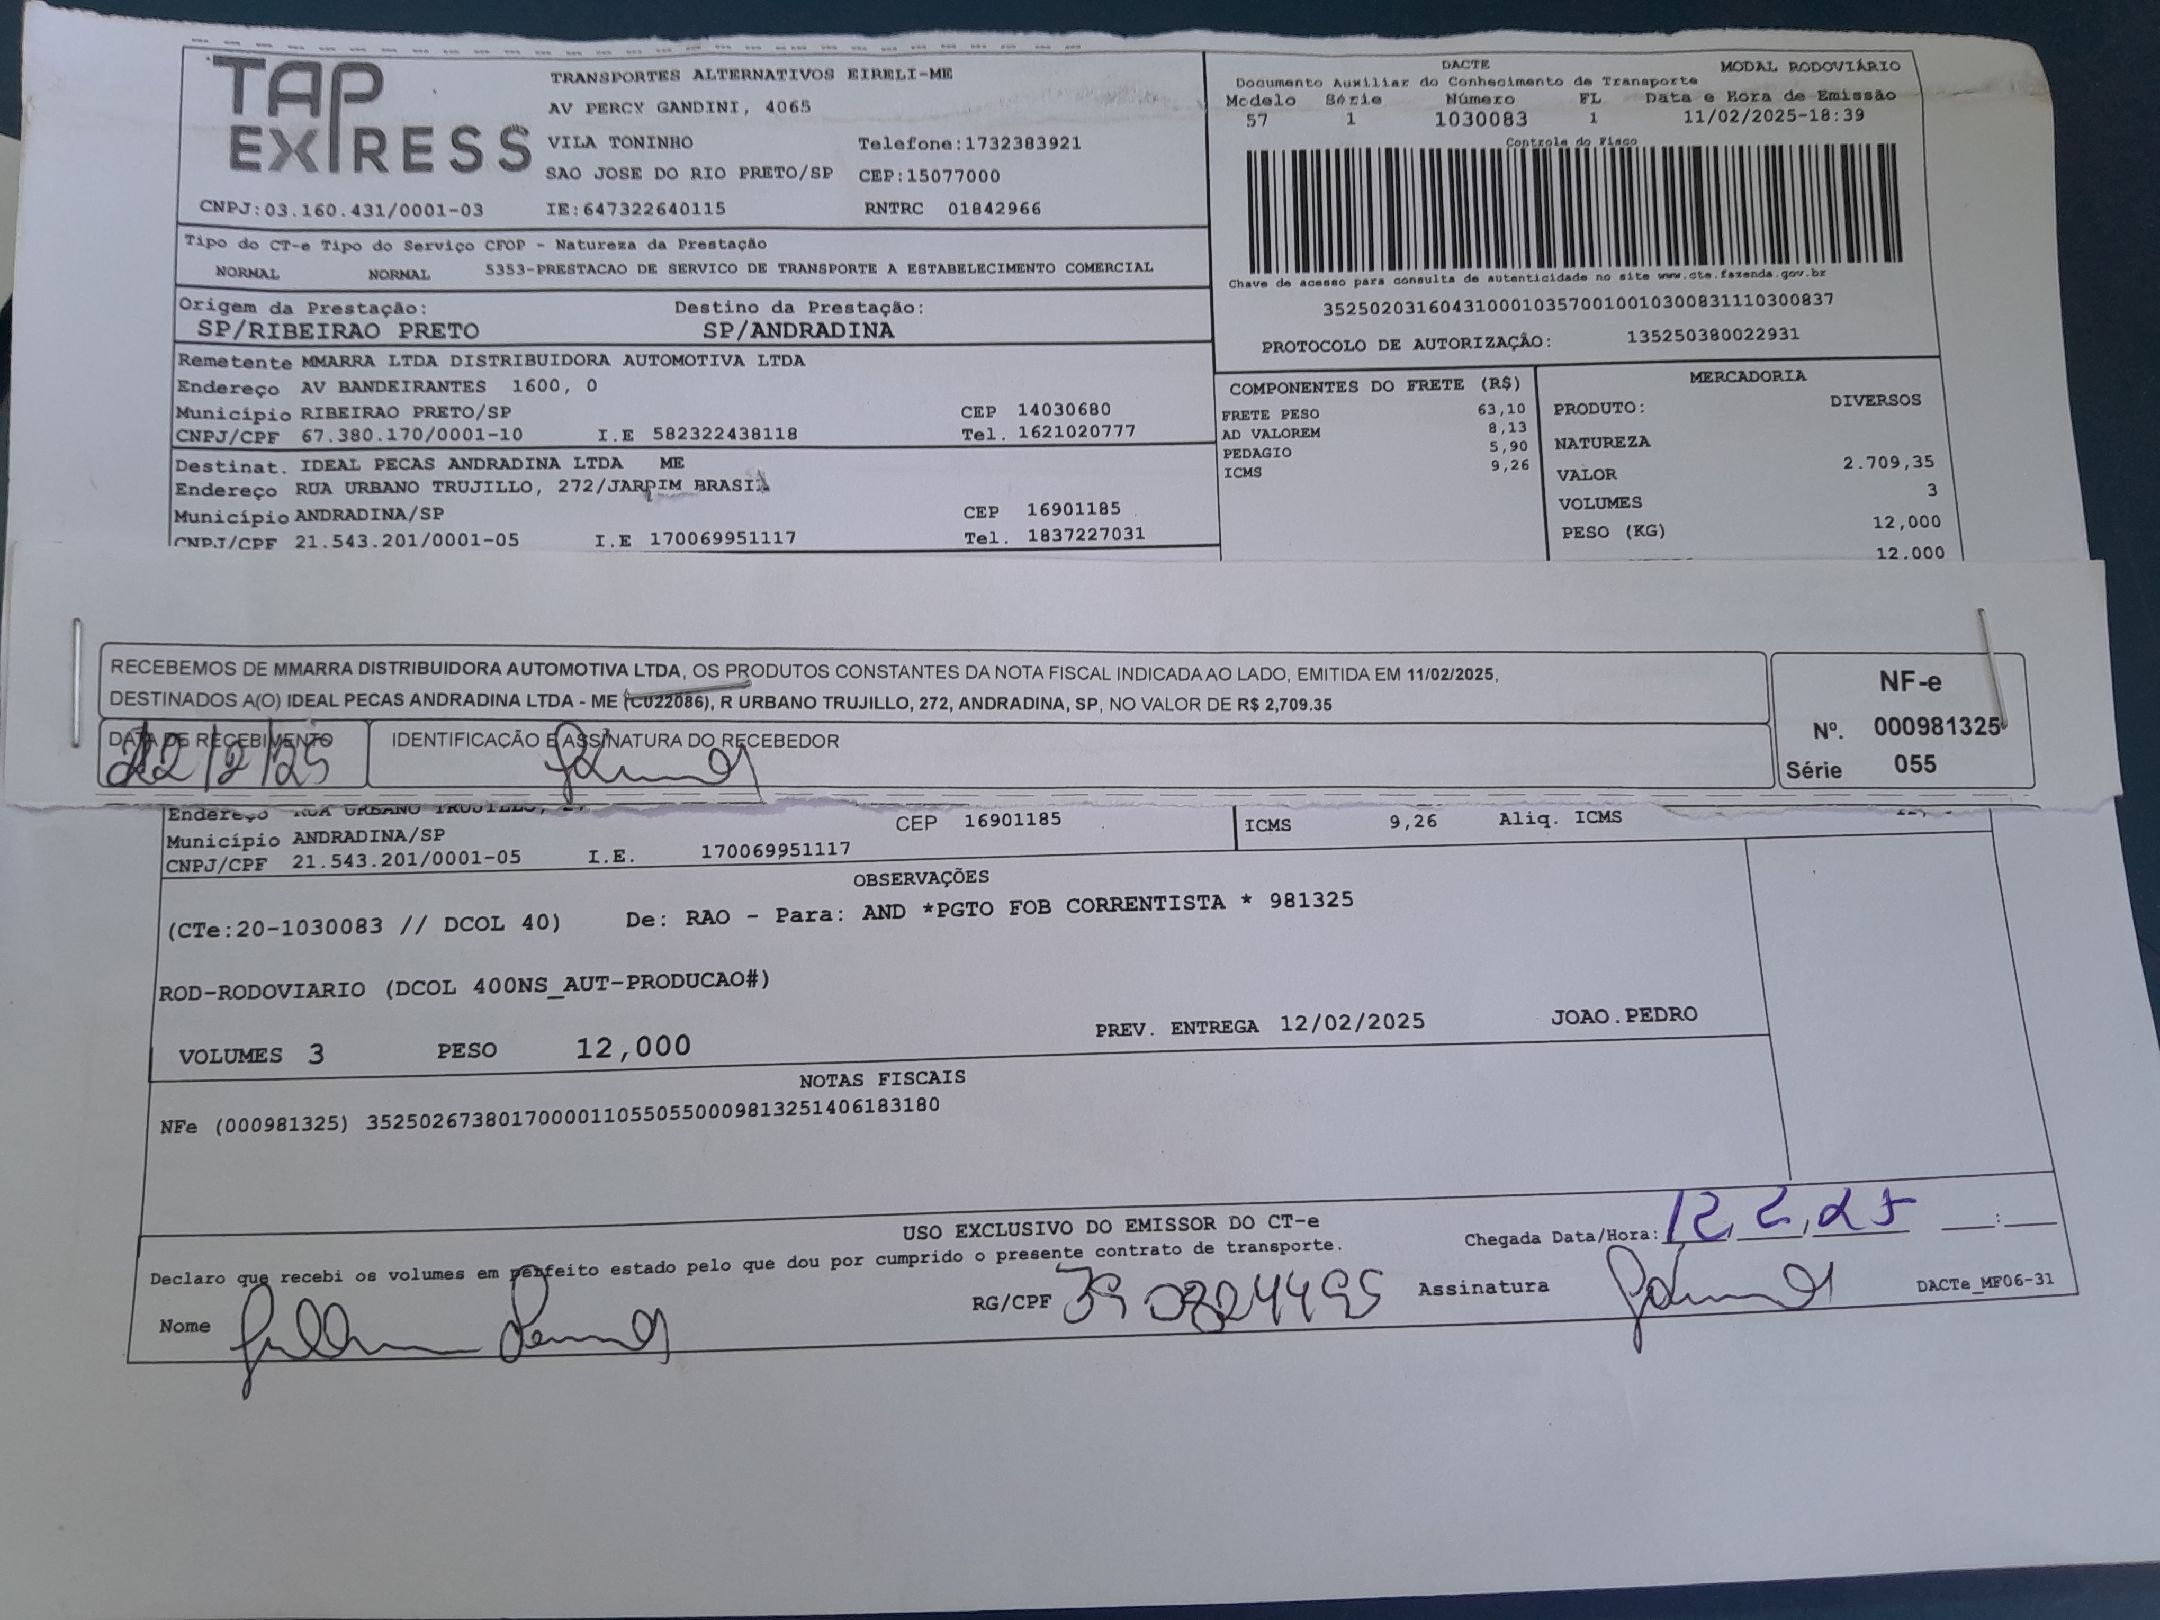 TAP EXPRESS
TRANSPORTES ALTERNATIVOS EIRELI-ME
AV PERCY GANDINI, 4065
VILA TONINHO Telefone:1732383921
SAO JOSE DO RIO PRETO/SP CEP:15077000
CNPJ:03.160.431/0001-03 IE:647322640115 RNTRC 01842966
DACTE MODAL RODOVIÁRIO
Documento Auxiliar do Conhecimento de Transporte
Modelo Série Número FL Data e Hora de Emissão
57 1 1030083 1 11/02/2025-18:39
Controle do Fisco
Chave de acesso para consulta de autenticidade no site www.cte.fazenda.gov.br
35250203160431000103570010010300831110300837
PROTOCOLO DE AUTORIZAÇÃO: 135250380022931
Tipo do CT-e Tipo do Serviço CFOP - Natureza da Prestação
NORMAL NORMAL 5353-PRESTACAO DE SERVICO DE TRANSPORTE A ESTABELECIMENTO COMERCIAL
Origem da Prestação: Destino da Prestação:
SP/RIBEIRAO PRETO SP/ANDRADINA
Remetente MMARRA LTDA DISTRIBUIDORA AUTOMOTIVA LTDA
Endereço AV BANDEIRANTES 1600, 0
Município RIBEIRAO PRETO/SP CEP 14030680
CNPJ/CPF 67.380.170/0001-10 I.E 582322438118 Tel. 1621020777
Destinat. IDEAL PECAS ANDRADINA LTDA ME
Endereço RUA URBANO TRUJILLO, 272/JARDIM BRASIL
Município ANDRADINA/SP CEP 16901185
CNPJ/CPF 21.543.201/0001-05 I.E 170069951117 Tel. 1837227031
COMPONENTES DO FRETE (R$)
FRETE PESO 63,10
AD VALOREM 8,13
PEDAGIO 5,90
ICMS 9,26
MERCADORIA
PRODUTO: DIVERSOS
NATUREZA
VALOR 2.709,35
VOLUMES 3
PESO (KG) 12,000
12.000
RECEBEMOS DE MMARRA DISTRIBUIDORA AUTOMOTIVA LTDA, OS PRODUTOS CONSTANTES DA NOTA FISCAL INDICADA AO LADO, EMITIDA EM 11/02/2025,
DESTINADOS A(O) IDEAL PECAS ANDRADINA LTDA - ME (C022086), R URBANO TRUJILLO, 272, ANDRADINA, SP, NO VALOR DE R$ 2,709.35
DATA DE RECEBIMENTO IDENTIFICAÇÃO E ASSINATURA DO RECEBEDOR
/2/25
NF-e
Nº. 000981325
Série 055
Endereço RUA URBANO TRUJILLO,
Município ANDRADINA/SP CEP 16901185
CNPJ/CPF 21.543.201/0001-05 I.E. 170069951117
ICMS 9,26 Aliq. ICMS
OBSERVAÇÕES
(CTe:20-1030083 // DCOL 40) De: RAO - Para: AND *PGTO FOB CORRENTISTA * 981325
ROD-RODOVIARIO (DCOL 400NS_AUT-PRODUCAO#)
VOLUMES 3 PESO 12,000 PREV. ENTREGA 12/02/2025 JOAO.PEDRO
NOTAS FISCAIS
NFe (000981325) 35250267380170000110550550009813251406183180
USO EXCLUSIVO DO EMISSOR DO CT-e
Declaro que recebi os volumes em perfeito estado pelo que dou por cumprido o presente contrato de transporte.
Chegada Data/Hora: 12 2 25 __:__
Nome RG/CPF Assinatura DACTe_MF06-31